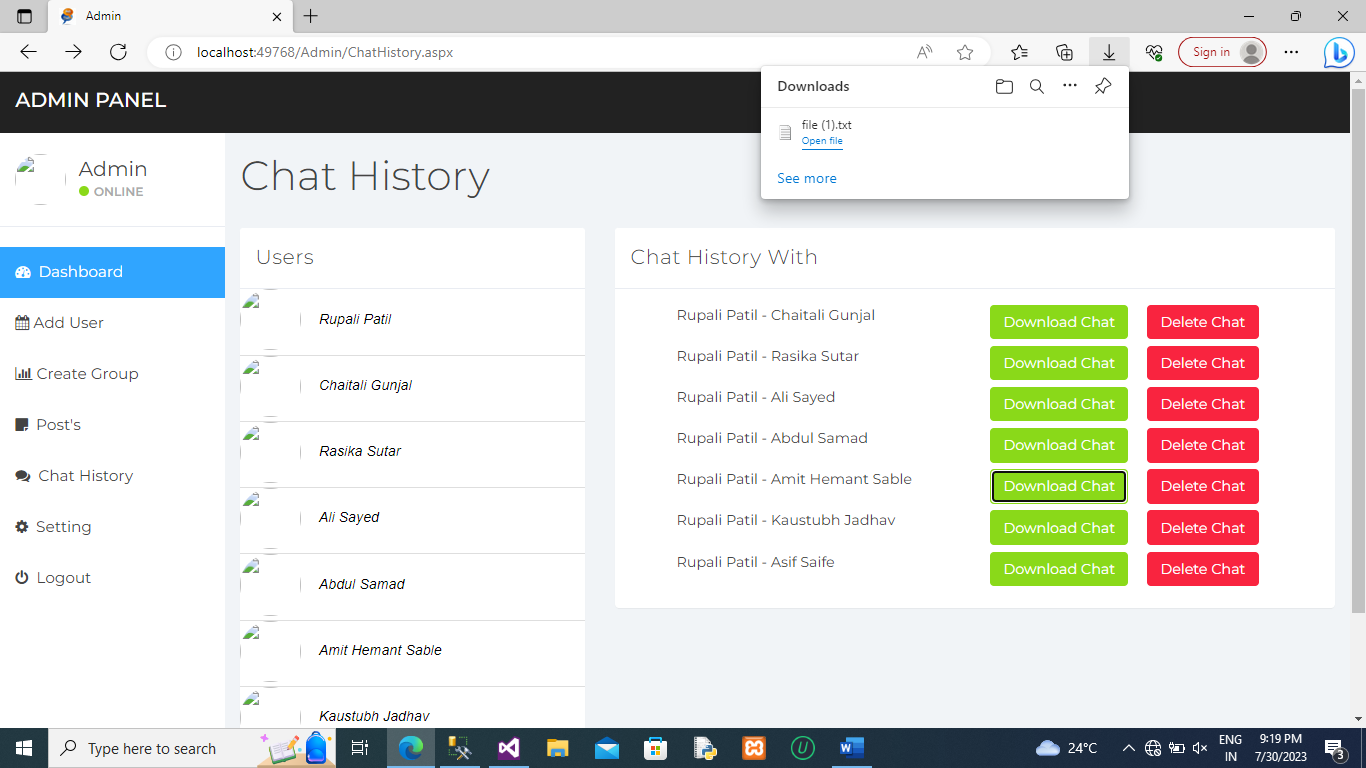 Admin
localhost:49768/Admin/ChatHistory.aspx
Sign in
ADMIN PANEL
Downloads
file (1).txt
Open file
See more
Admin
ONLINE
Dashboard
Add User
Create Group
Post's
Chat History
Setting
Logout
Chat History
Users
Rupali Patil
Chaitali Gunjal
Rasika Sutar
Ali Sayed
Abdul Samad
Amit Hemant Sable
Kaustubh Jadhav
Chat History With
Rupali Patil - Chaitali Gunjal Download Chat Delete Chat
Rupali Patil - Rasika Sutar Download Chat Delete Chat
Rupali Patil - Ali Sayed Download Chat Delete Chat
Rupali Patil - Abdul Samad Download Chat Delete Chat
Rupali Patil - Amit Hemant Sable Download Chat Delete Chat
Rupali Patil - Kaustubh Jadhav Download Chat Delete Chat
Rupali Patil - Asif Saife Download Chat Delete Chat
Type here to search
24°C
ENG
IN
9:19 PM
7/30/2023
3